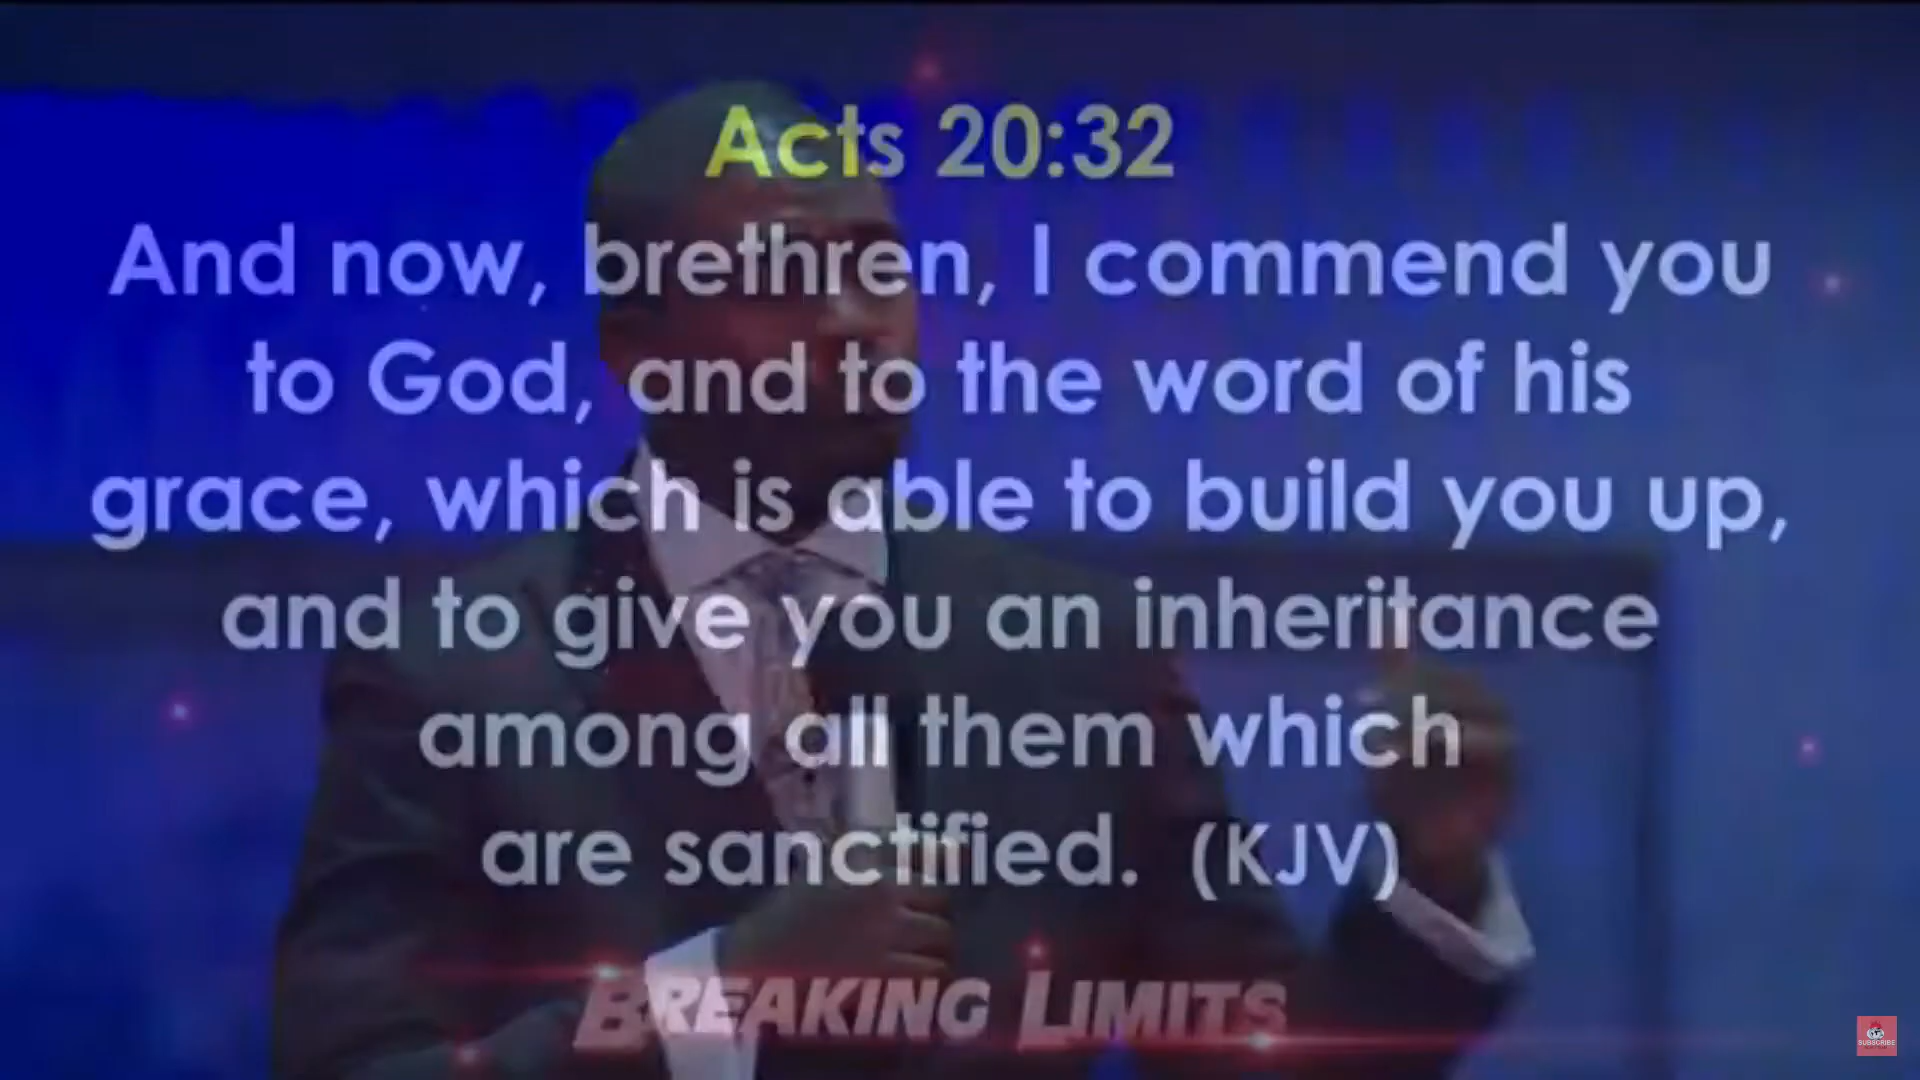 Acts 20:32
And now, brethren, I commend you
to God, and to the word of his
grace, which is able to build you up,
and to give you an inheritance
among all them which
are sanctified. (KJV)
BREAKING LIMITS
SUBSCRIBE